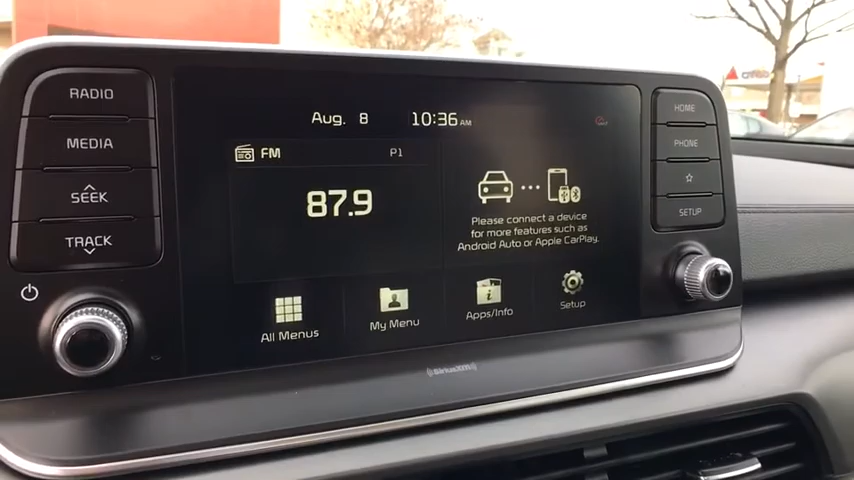 RADIO
MEDIA
SEEK
TRACK
Aug. 8 10:36 AM
FM P1
87.9
Please connect a device
for more features such as
Android Auto or Apple CarPlay.
All Menus
My Menu
Apps/Info
Setup
HOME
PHONE
SETUP
((SiriusXM))